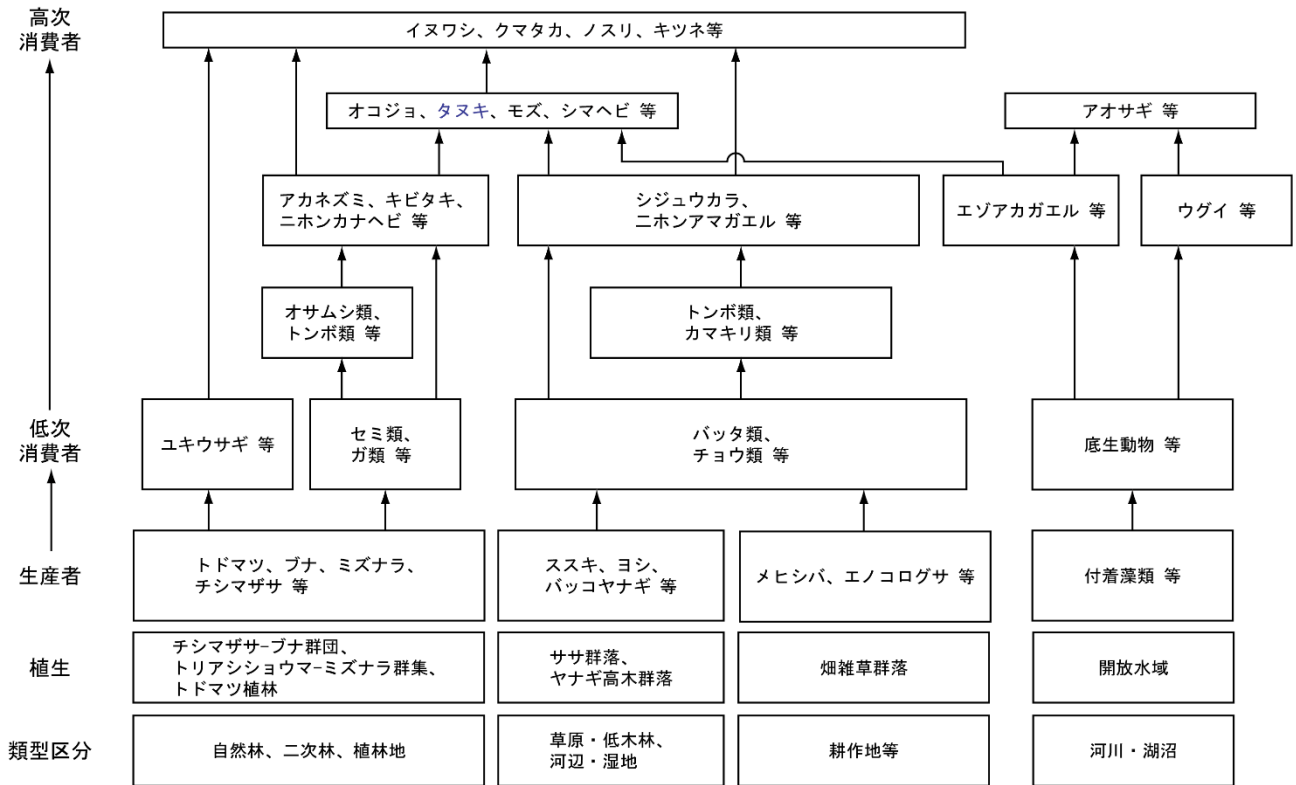 高次
消費者
イヌワシ、クマタカ、ノスリ、キツネ等
オコジョ、タヌキ、モズ、シマヘビ 等
アオサギ 等
アカネズミ、キビタキ、
ニホンカナヘビ 等
シジュウカラ、
ニホンアマガエル 等
エゾアカガエル 等
ウグイ 等
オサムシ類、
トンボ類 等
トンボ類、
カマキリ類 等
低次
消費者
ユキウサギ 等
セミ類、
ガ類 等
バッタ類、
チョウ類 等
底生動物 等
生産者
トドマツ、ブナ、ミズナラ、
チシマザサ 等
ススキ、ヨシ、
バッコヤナギ 等
メヒシバ、エノコログサ 等
付着藻類 等
植生
チシマザサ−ブナ群団、
トリアシショウマ−ミズナラ群集、
トドマツ植林
ササ群落、
ヤナギ高木群落
畑雑草群落
開放水域
類型区分
自然林、二次林、植林地
草原・低木林、
河辺・湿地
耕作地等
河川・湖沼